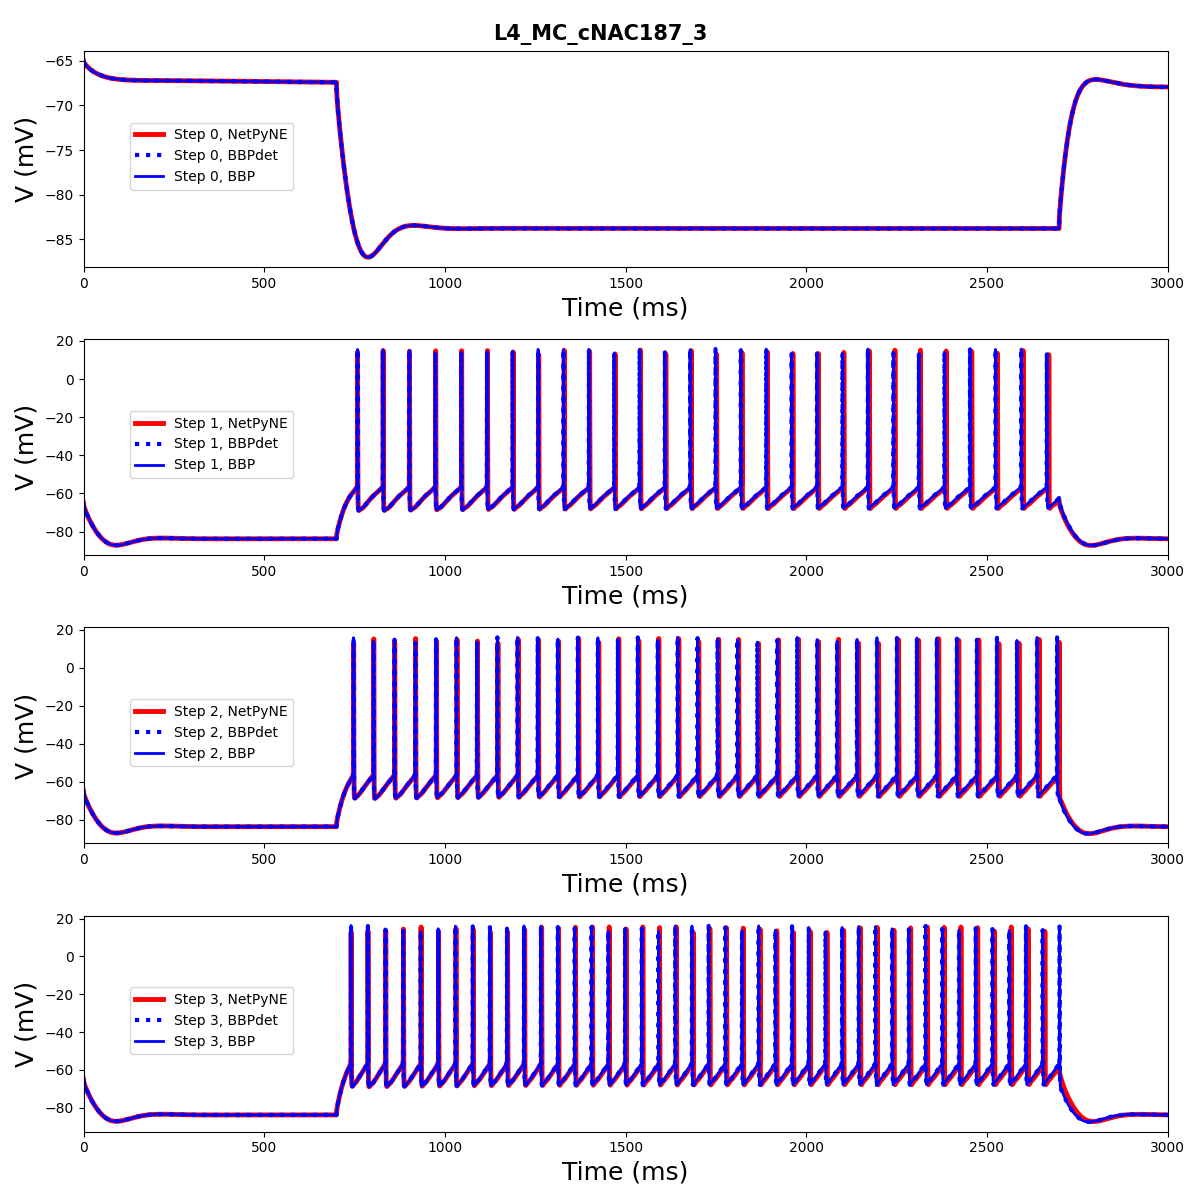 L4_MC_cNAC187_3
−65
−70
−75
−80
−85
V (mV)
Step 0, NetPyNE
Step 0, BBPdet
Step 0, BBP
0 500 1000 1500 2000 2500 3000
Time (ms)
20
0
−20
−40
−60
−80
V (mV)
Step 1, NetPyNE
Step 1, BBPdet
Step 1, BBP
0 500 1000 1500 2000 2500 3000
Time (ms)
20
0
−20
−40
−60
−80
V (mV)
Step 2, NetPyNE
Step 2, BBPdet
Step 2, BBP
0 500 1000 1500 2000 2500 3000
Time (ms)
20
0
−20
−40
−60
−80
V (mV)
Step 3, NetPyNE
Step 3, BBPdet
Step 3, BBP
0 500 1000 1500 2000 2500 3000
Time (ms)